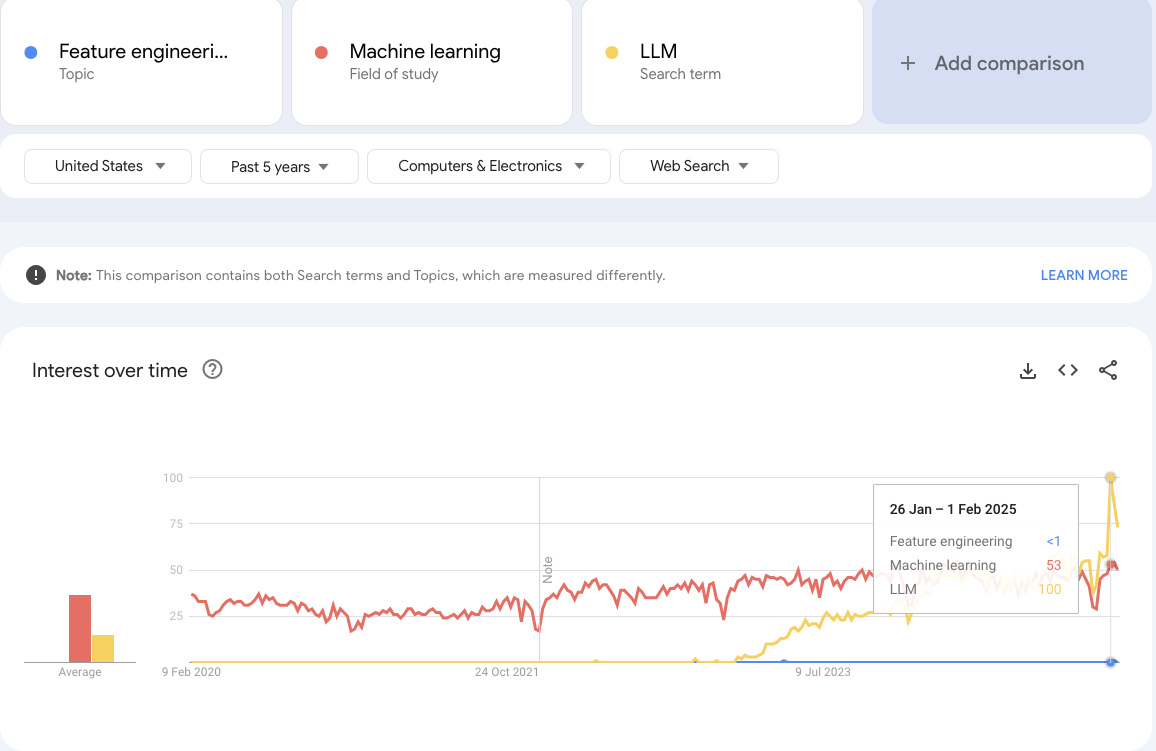 Feature engineeri...
Topic
Machine learning
Field of study
LLM
Search term
+ Add comparison
United States
Past 5 years
Computers & Electronics
Web Search
! Note: This comparison contains both Search terms and Topics, which are measured differently.
LEARN MORE
Interest over time ?
100
75
50
25
Note
26 Jan – 1 Feb 2025
Feature engineering <1
Machine learning 53
LLM 100
Average
9 Feb 2020
24 Oct 2021
9 Jul 2023